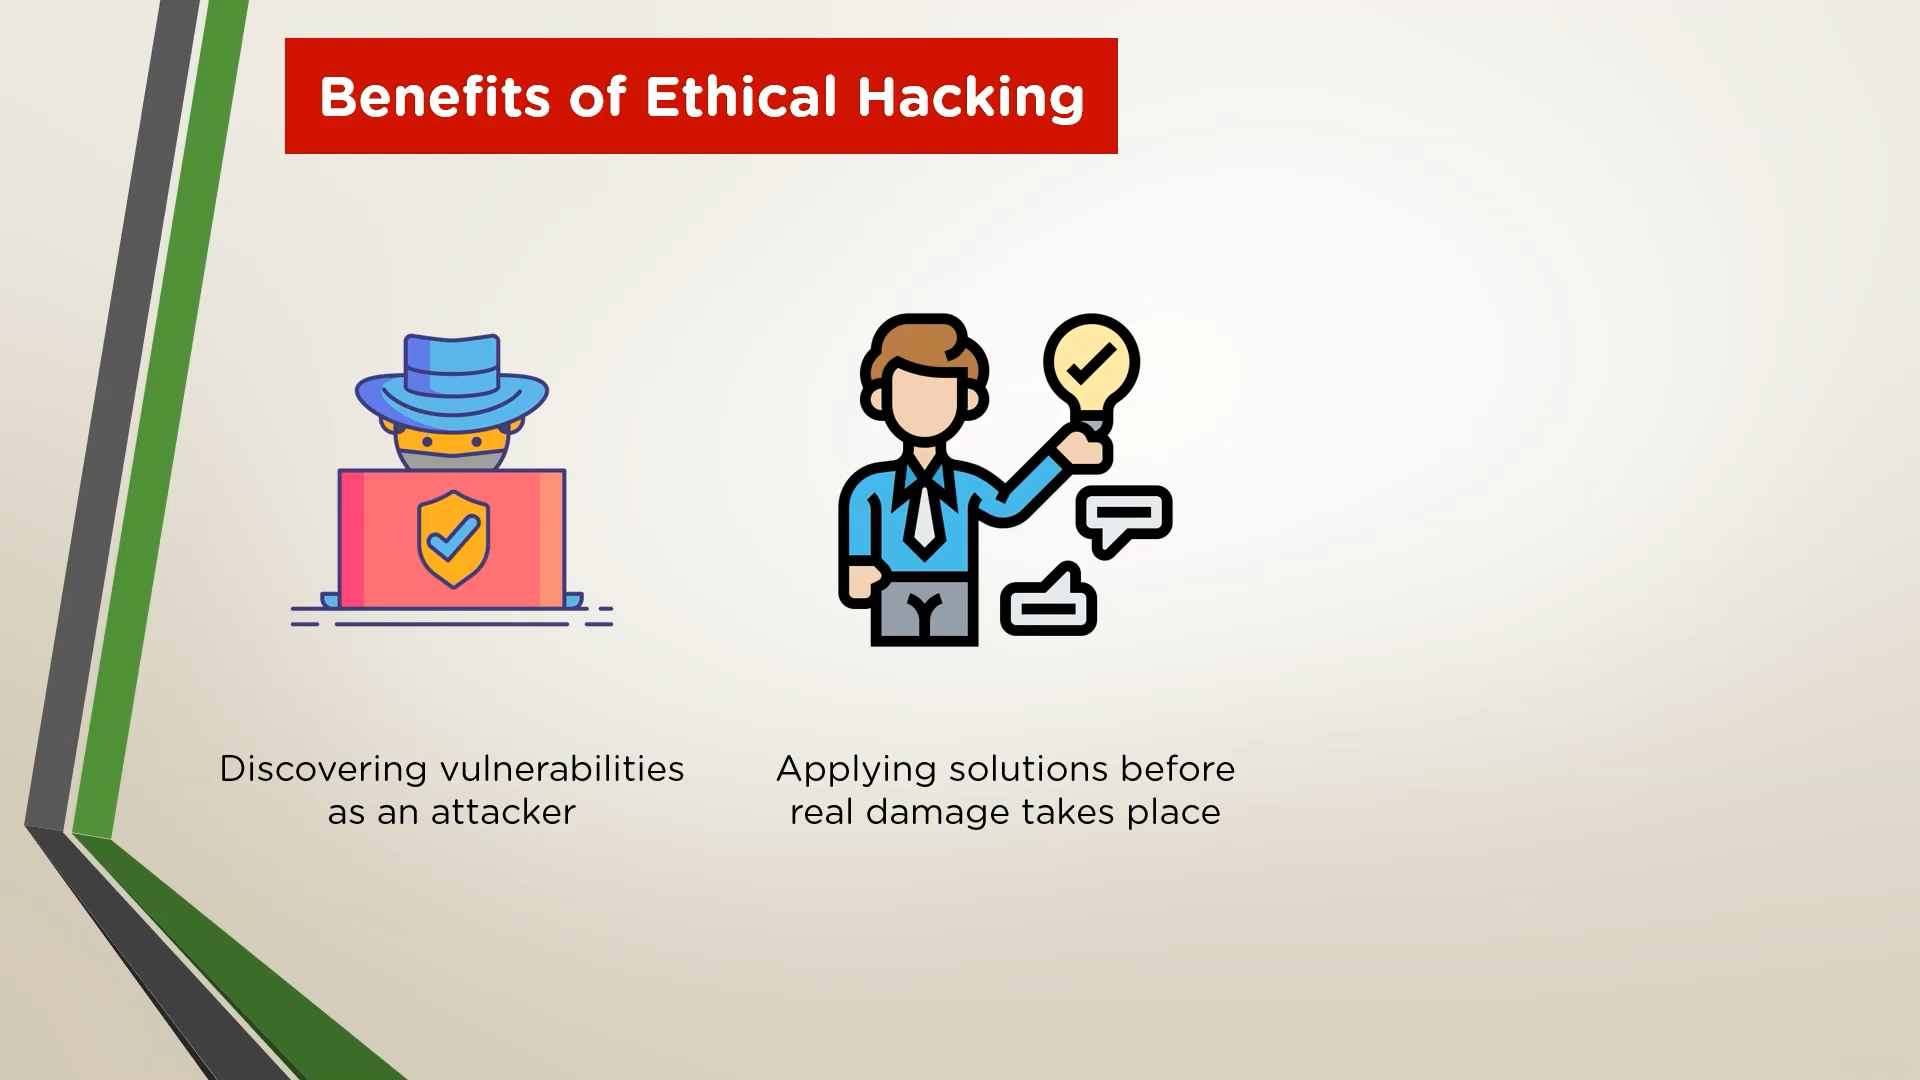 Benefits of Ethical Hacking
Discovering vulnerabilities
as an attacker
Applying solutions before
real damage takes place